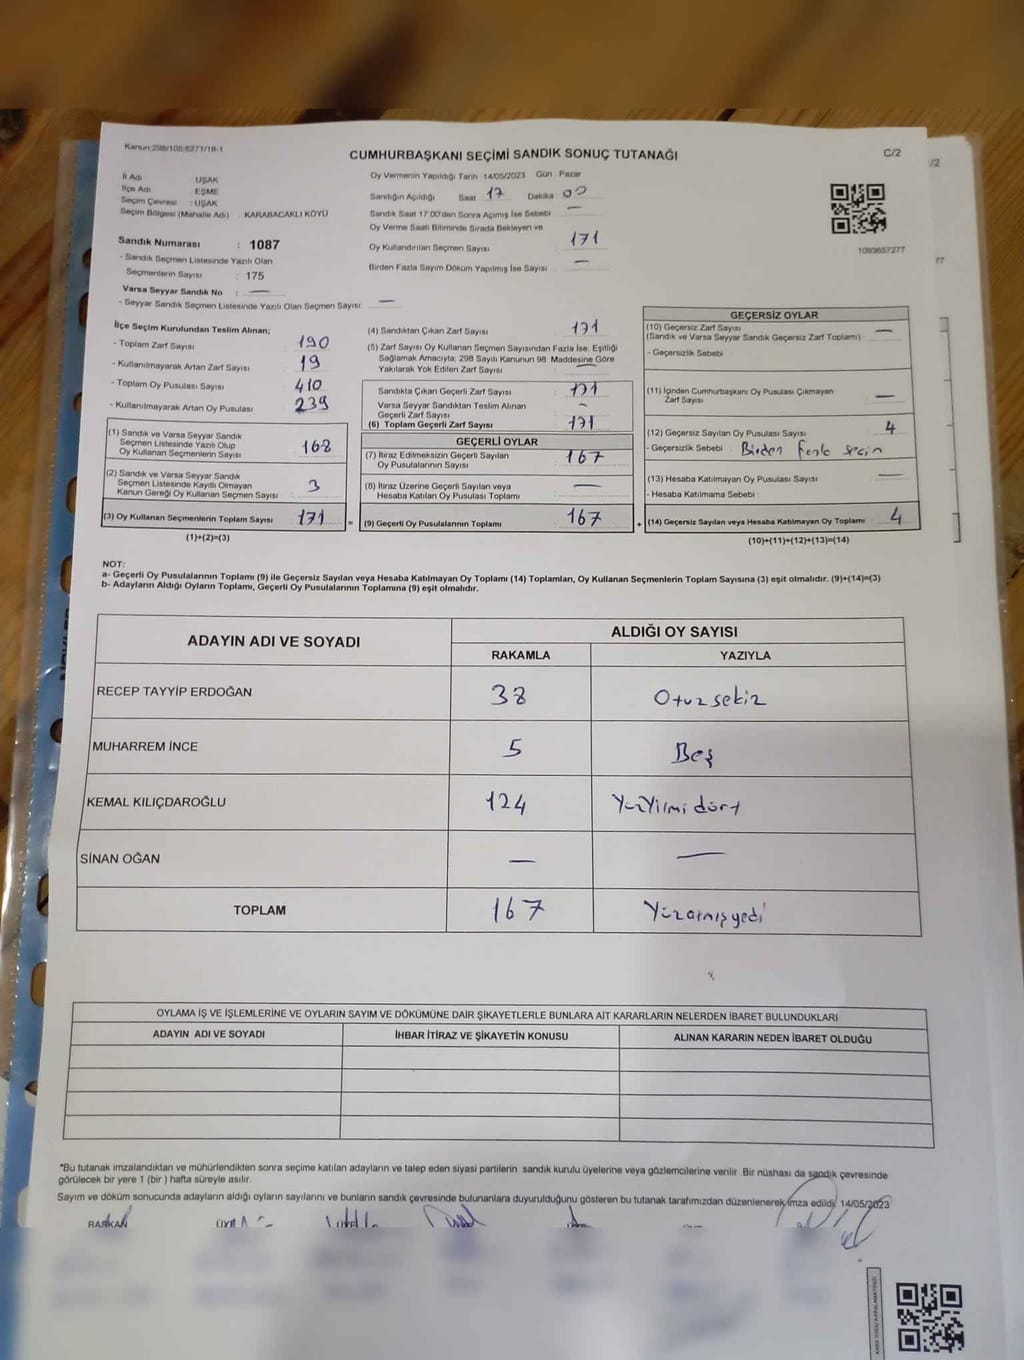 Kanun:298/105,6271/18-1
CUMHURBAŞKANI SEÇİMİ SANDIK SONUÇ TUTANAĞI
C/2
/2
İl Adı UŞAK
İlçe Adı EŞME
Seçim Çevresi : UŞAK
Seçim Bölgesi (Mahalle Adı) : KARABACAKLI KÖYÜ
Sandık Numarası : 1087
- Sandık Seçmen Listesinde Yazılı Olan
Seçmenlerin Sayısı : 175
Varsa Seyyar Sandık No : —
- Seyyar Sandık Seçmen Listesinde Yazılı Olan Seçmen Sayısı: —
Oy Vermenin Yapıldığı Tarih 14/05/2023 Gün Pazar
Sandığın Açıldığı Saat 17 Dakika : 00
Sandık Saat 17.00'den Sonra Açılmış İse Sebebi —
Oy Verme Saati Bitiminde Sırada Bekleyen ve
Oy Kullandırılan Seçmen Sayısı 171
Birden Fazla Sayım Döküm Yapılmış İse Sayısı —
1093657277
77
İlçe Seçim Kurulundan Teslim Alınan;
- Toplam Zarf Sayısı 190
- Kullanılmayarak Artan Zarf Sayısı 19
- Toplam Oy Pusulası Sayısı 410
- Kullanılmayarak Artan Oy Pusulası 239
(1) Sandık ve Varsa Seyyar Sandık
Seçmen Listesinde Yazılı Olup
Oy Kullanan Seçmenlerin Sayısı 168
(2) Sandık ve Varsa Seyyar Sandık
Seçmen Listesinde Kayıtlı Olmayan
Kanun Gereği Oy Kullanan Seçmen Sayısı 3
(3) Oy Kullanan Seçmenlerin Toplam Sayısı 171
(1)+(2)=(3)
(4) Sandıktan Çıkan Zarf Sayısı 171
(5) Zarf Sayısı Oy Kullanan Seçmen Sayısından Fazla İse, Eşitliği
Sağlamak Amacıyla; 298 Sayılı Kanunun 98. Maddesine Göre
Yakılarak Yok Edilen Zarf Sayısı —
Sandıkta Çıkan Geçerli Zarf Sayısı 171
Varsa Seyyar Sandıktan Teslim Alınan
Geçerli Zarf Sayısı —
(6) Toplam Geçerli Zarf Sayısı 171
GEÇERLİ OYLAR
(7) İtiraz Edilmeksizin Geçerli Sayılan
Oy Pusulalarının Sayısı 167
(8) İtiraz Üzerine Geçerli Sayılan veya
Hesaba Katılan Oy Pusulası Toplamı —
= (9) Geçerli Oy Pusulalarının Toplamı 167 +
GEÇERSİZ OYLAR
(10) Geçersiz Zarf Sayısı —
(Sandık ve Varsa Seyyar Sandık Geçersiz Zarf Toplamı)
- Geçersizlik Sebebi
(11) İçinden Cumhurbaşkanı Oy Pusulası Çıkmayan
Zarf Sayısı —
(12) Geçersiz Sayılan Oy Pusulası Sayısı 4
- Geçersizlik Sebebi : Birden fazla seçim
(13) Hesaba Katılmayan Oy Pusulası Sayısı —
- Hesaba Katılmama Sebebi :
(14) Geçersiz Sayılan veya Hesaba Katılmayan Oy Toplamı 4
(10)+(11)+(12)+(13)=(14)
NOT:
a- Geçerli Oy Pusulalarının Toplamı (9) ile Geçersiz Sayılan veya Hesaba Katılmayan Oy Toplamı (14) Toplamları, Oy Kullanan Seçmenlerin Toplam Sayısına (3) eşit olmalıdır. (9)+(14)=(3)
b- Adayların Aldığı Oyların Toplamı, Geçerli Oy Pusulalarının Toplamına (9) eşit olmalıdır.
ADAYIN ADI VE SOYADI
ALDIĞI OY SAYISI
RAKAMLA YAZIYLA
RECEP TAYYİP ERDOĞAN 38 Otuzsekiz
MUHARREM İNCE 5 Beş
KEMAL KILIÇDAROĞLU 124 Yüzyilmi dört
SİNAN OĞAN — —
TOPLAM 167 Yüzatmışyedi
OYLAMA İŞ VE İŞLEMLERİNE VE OYLARIN SAYIM VE DÖKÜMÜNE DAİR ŞİKAYETLERLE BUNLARA AİT KARARLARIN NELERDEN İBARET BULUNDUKLARI
ADAYIN ADI VE SOYADI İHBAR İTİRAZ VE ŞİKAYETİN KONUSU ALINAN KARARIN NEDEN İBARET OLDUĞU
*Bu tutanak imzalandıktan ve mühürlendikten sonra seçime katılan adayların ve talep eden siyasi partilerin sandık kurulu üyelerine veya gözlemcilerine verilir. Bir nüshası da sandık çevresinde
görülecek bir yere 1 (bir ) hafta süreyle asılır.
Sayım ve döküm sonucunda adayların aldığı oyların sayılarını ve bunların sandık çevresinde bulunanlara duyurulduğunu gösteren bu tutanak tarafımızdan düzenlenerek imza edildi. 14/05/2023
BAŞKAN